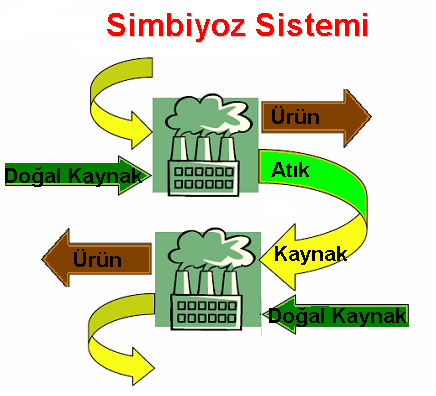 Simbiyoz Sistemi
Ürün
Doğal Kaynak
Atık
Kaynak
Ürün
Doğal Kaynak